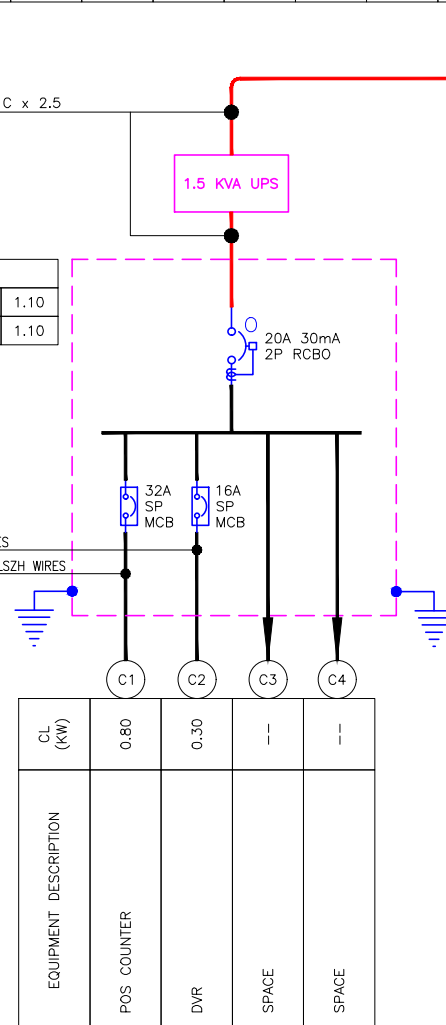 C x 2.5
1.5 KVA UPS
1.10
1.10
20A 30mA
2P RCBO
32A
SP
MCB
16A
SP
MCB
LSZH WIRES
C1
C2
C3
C4
CL
(KW)
0.80
0.30
--
--
EQUIPMENT DESCRIPTION
POS COUNTER
DVR
SPACE
SPACE